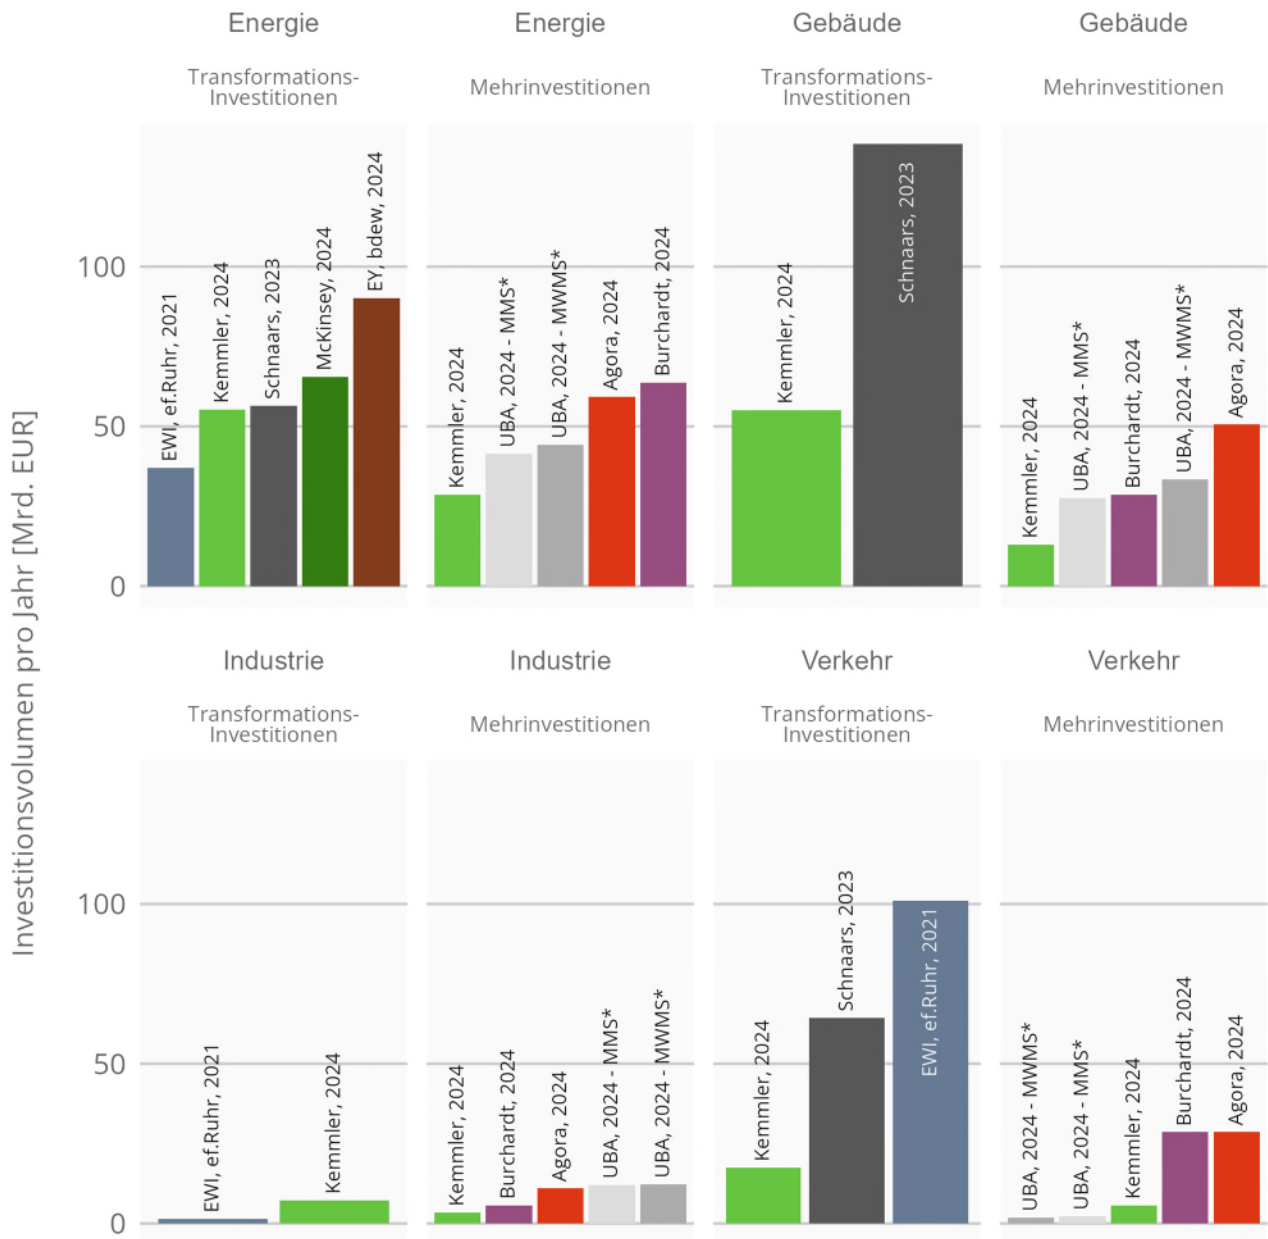 Energie
Transformations-
Investitionen
Energie
Mehrinvestitionen
Gebäude
Transformations-
Investitionen
Gebäude
Mehrinvestitionen
Investitionsvolumen pro Jahr [Mrd. EUR]
100
50
0
EWI, ef.Ruhr, 2021
Kemmler, 2024
Schnaars, 2023
McKinsey, 2024
EY, bdew, 2024
Kemmler, 2024
UBA, 2024 - MMS*
UBA, 2024 - MWMS*
Agora, 2024
Burchardt, 2024
Kemmler, 2024
Schnaars, 2023
Kemmler, 2024
UBA, 2024 - MMS*
Burchardt, 2024
UBA, 2024 - MWMS*
Agora, 2024
Industrie
Transformations-
Investitionen
Industrie
Mehrinvestitionen
Verkehr
Transformations-
Investitionen
Verkehr
Mehrinvestitionen
100
50
0
EWI, ef.Ruhr, 2021
Kemmler, 2024
Kemmler, 2024
Burchardt, 2024
Agora, 2024
UBA, 2024 - MMS*
UBA, 2024 - MWMS*
Kemmler, 2024
Schnaars, 2023
EWI, ef.Ruhr, 2021
UBA, 2024 - MWMS*
UBA, 2024 - MMS*
Kemmler, 2024
Burchardt, 2024
Agora, 2024